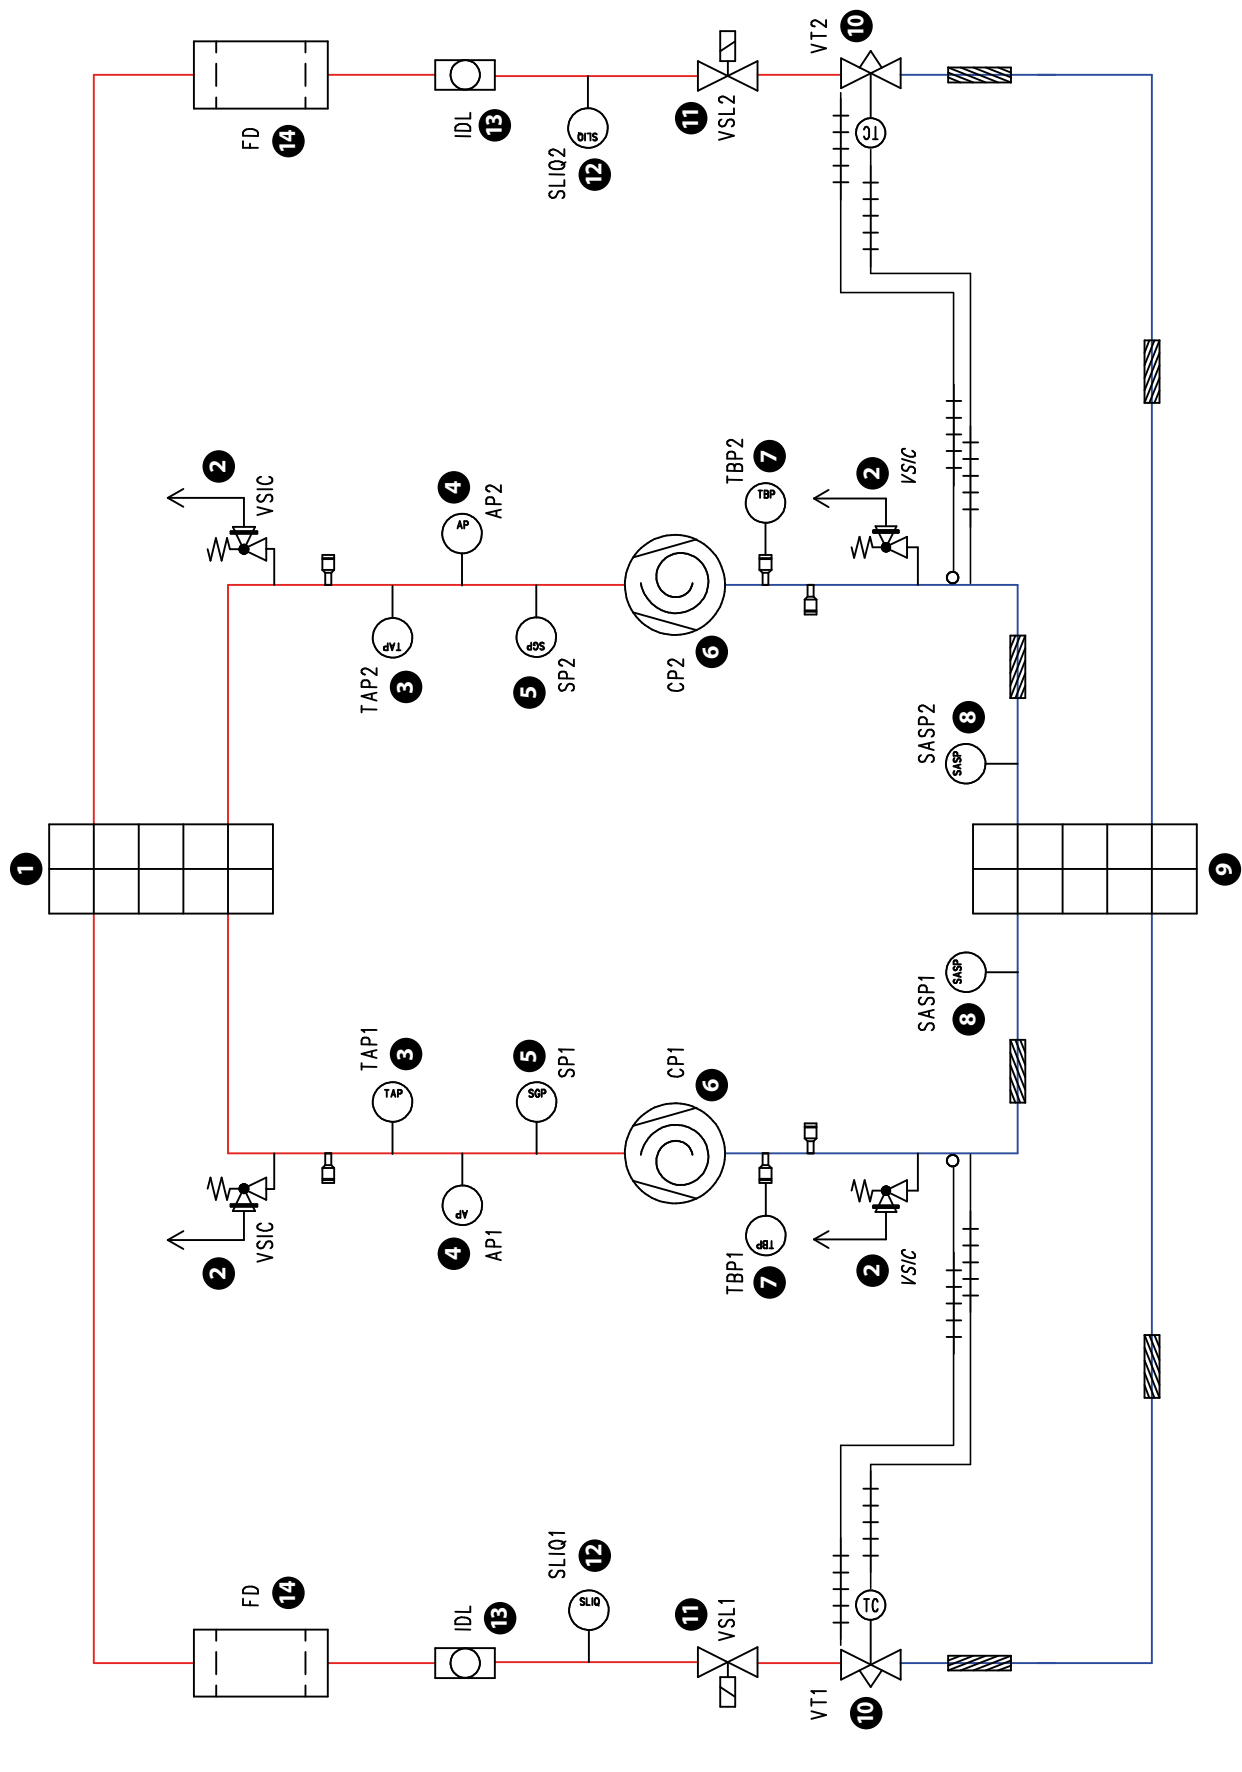 10
VT2
14
FD
IDL
13
11
VSL2
SLIQ
SLIQ2
12
TC
2
VSIC
4
AP
AP2
TBP2
7
TBP
2
VSIC
TAP
TAP2
3
SGP
5
SP2
6
CP2
SASP2
8
SASP
1
9
SASP
SASP1
8
TAP1
3
TAP
5
SP1
SGP
CP1
6
AP
4
AP1
TBP
TBP1
7
2
VSIC
2
VSIC
SLIQ1
12
SLIQ
FD
14
IDL
13
11
VSL1
TC
VT1
10